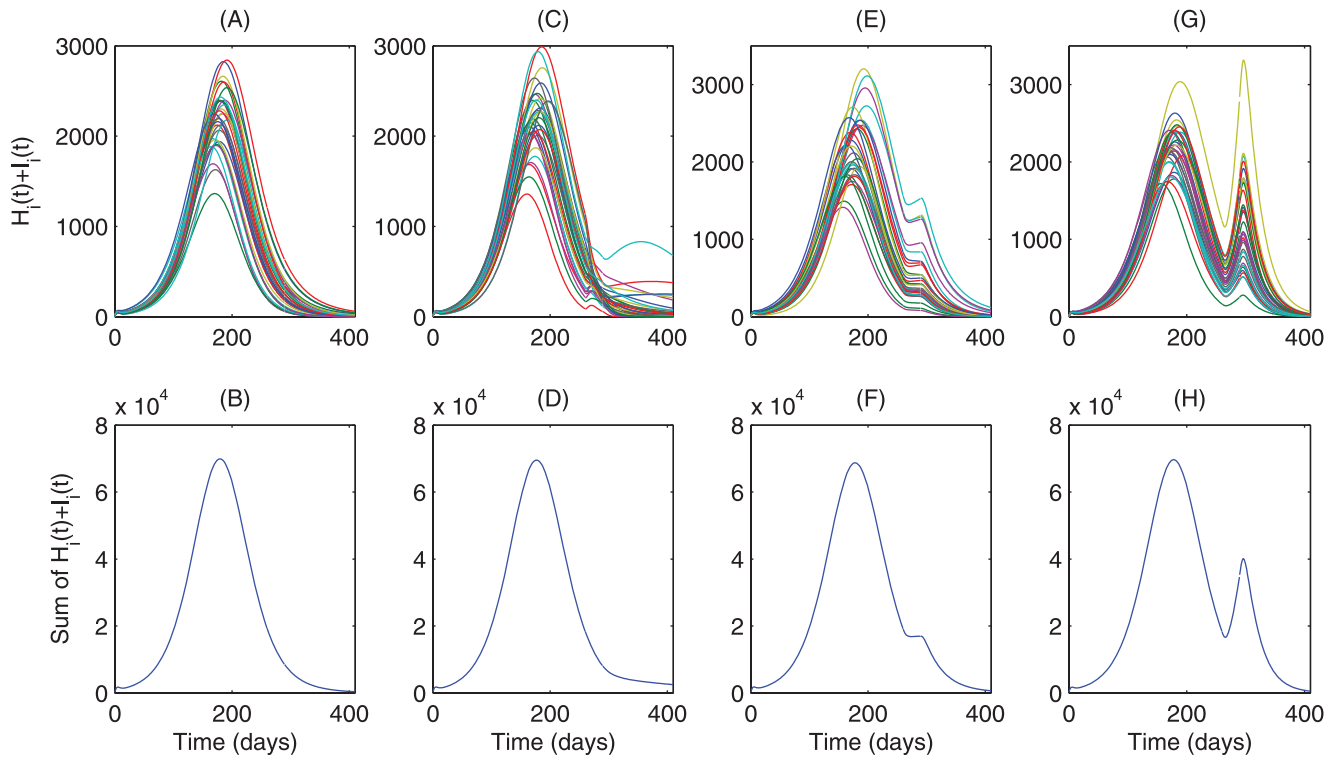 (A) (C) (E) (G)
3000 3000
3000 3000
2000 2000
2000 2000
1000 1000
1000 1000
0 0 0 0
0 200 400 0 200 400 0 200 400 0 200 400
H_i(t)+I_i(t)
x 10^4 (B) x 10^4 (D) x 10^4 (F) x 10^4 (H)
8 8 8 8
6 6 6 6
4 4 4 4
2 2 2 2
0 0 0 0
0 200 400 0 200 400 0 200 400 0 200 400
Sum of H_i(t)+I_i(t)
Time (days) Time (days) Time (days) Time (days)